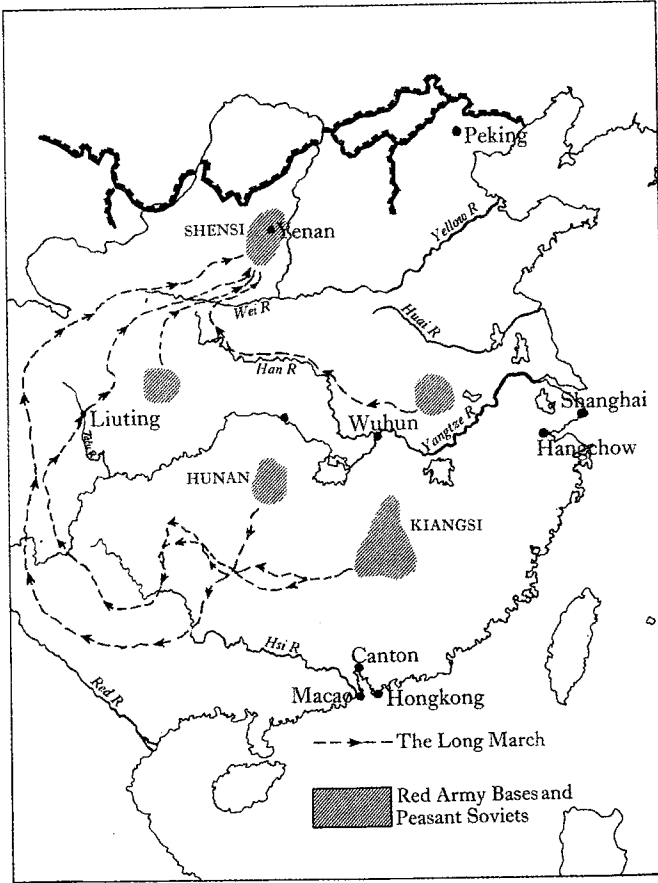 Peking
SHENSI
Yenan
Yellow R
Wei R
Huai R
Han R
Liuting
Wuhun
Yangtze R
Shanghai
Hangchow
HUNAN
KIANGSI
Hsi R
Canton
Red R
Macao
Hongkong
The Long March
Red Army Bases and
Peasant Soviets